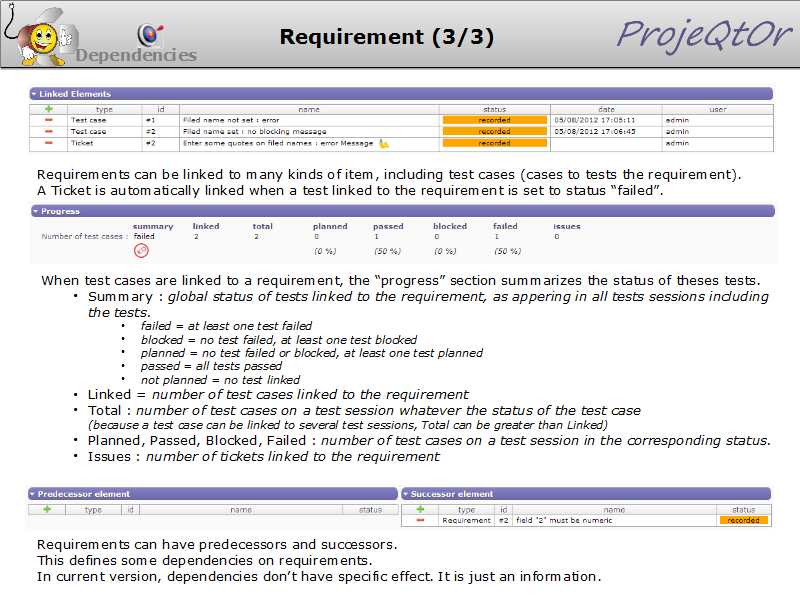 Requirement (3/3)
ProjeQtOr
Dependencies
Linked Elements
type id name status date user
Test case #1 Filed name not set : error recorded 05/08/2012 17:05:11 admin
Test case #2 Filed name set : no blocking message recorded 05/08/2012 17:06:45 admin
Ticket #2 Enter some quotes on filed names : error Message recorded admin
Requirements can be linked to many kinds of item, including test cases (cases to tests the requirement).
A Ticket is automatically linked when a test linked to the requirement is set to status “failed”.
Progress
summary linked total planned passed blocked failed issues
Number of test cases : failed 2 2 0 1 0 1 0
(0 %) (50 %) (0 %) (50 %)
When test cases are linked to a requirement, the “progress” section summarizes the status of theses tests.
• Summary : global status of tests linked to the requirement, as appering in all tests sessions including
the tests.
• failed = at least one test failed
• blocked = no test failed, at least one test blocked
• planned = no test failed or blocked, at least one test planned
• passed = all tests passed
• not planned = no test linked
• Linked = number of test cases linked to the requirement
• Total : number of test cases on a test session whatever the status of the test case
(because a test case can be linked to several test sessions, Total can be greater than Linked)
• Planned, Passed, Blocked, Failed : number of test cases on a test session in the corresponding status.
• Issues : number of tickets linked to the requirement
Predecessor element
type id name status
Successor element
type id name status
Requirement #2 field "2" must be numeric recorded
Requirements can have predecessors and successors.
This defines some dependencies on requirements.
In current version, dependencies don’t have specific effect. It is just an information.